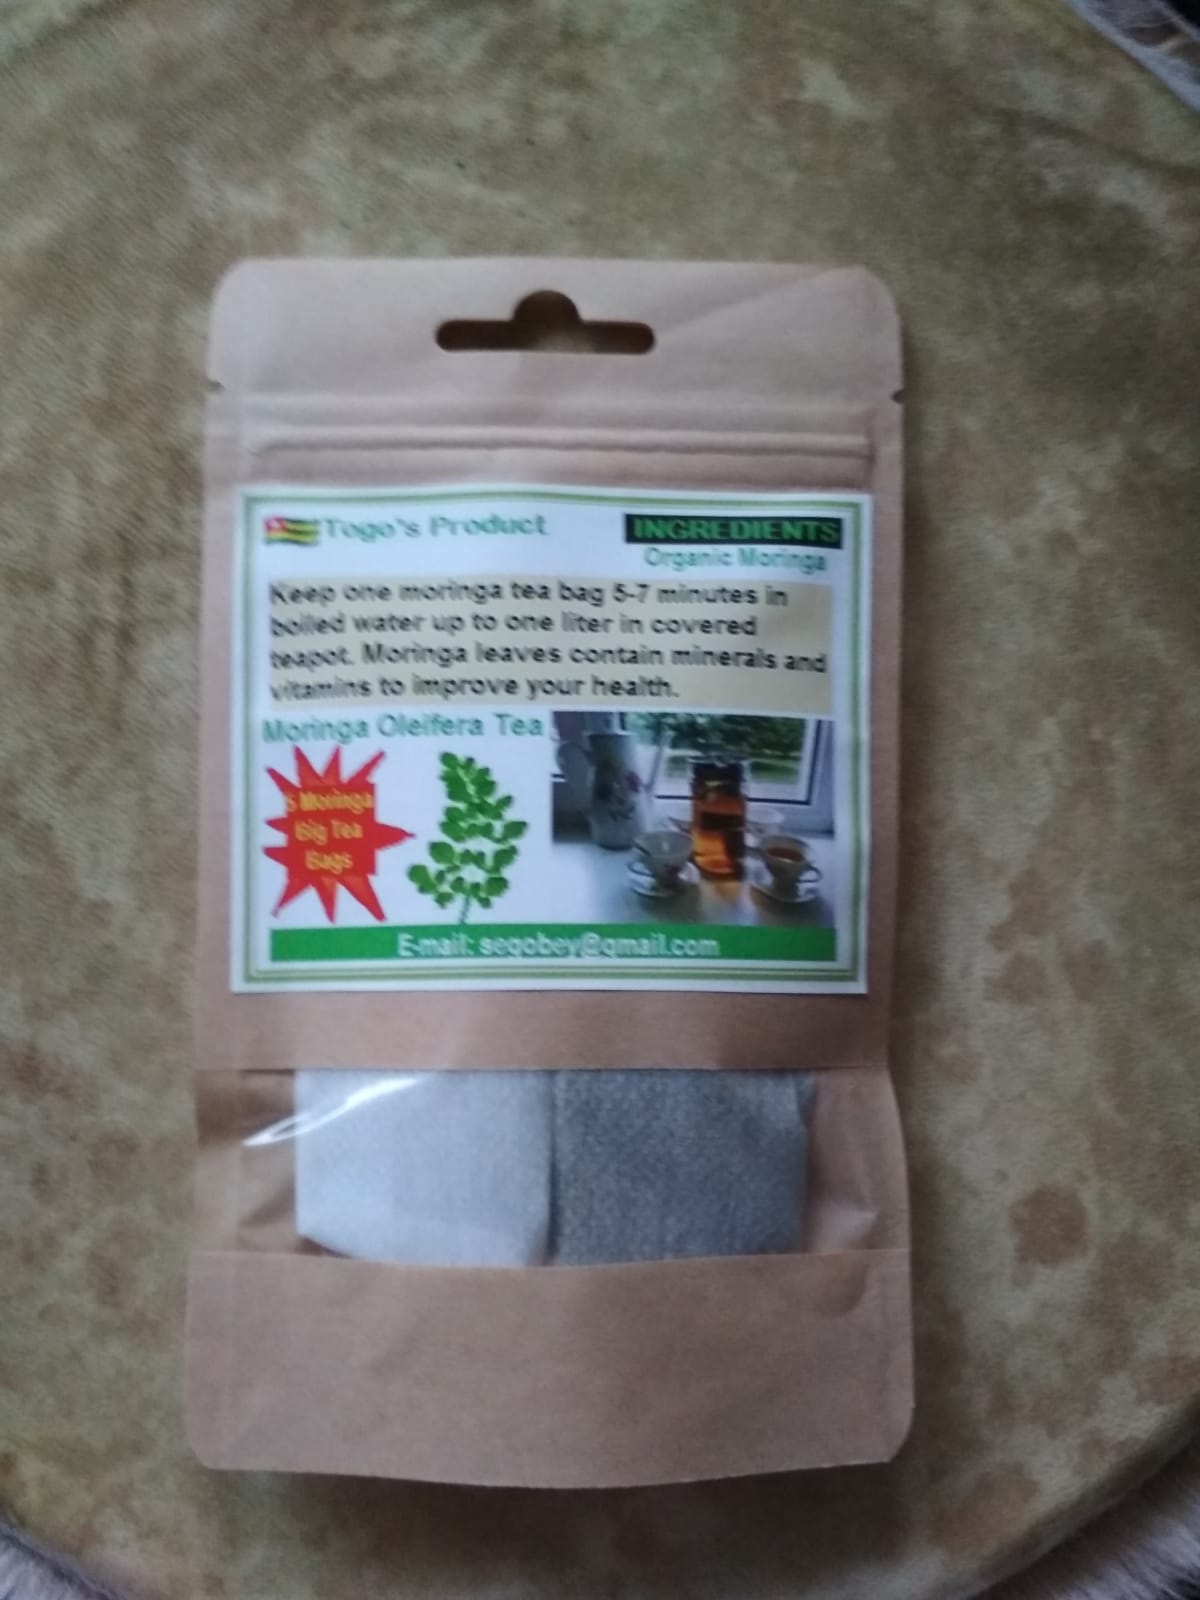 Togo's Product
INGREDIENTS
Organic Moringa
Keep one moringa tea bag 5-7 minutes in
boiled water up to one liter in covered
teapot. Moringa leaves contain minerals and
vitamins to improve your health.
Moringa Oleifera Tea
Moringa
Big Tea
Bags
E-mail: segobey@gmail.com